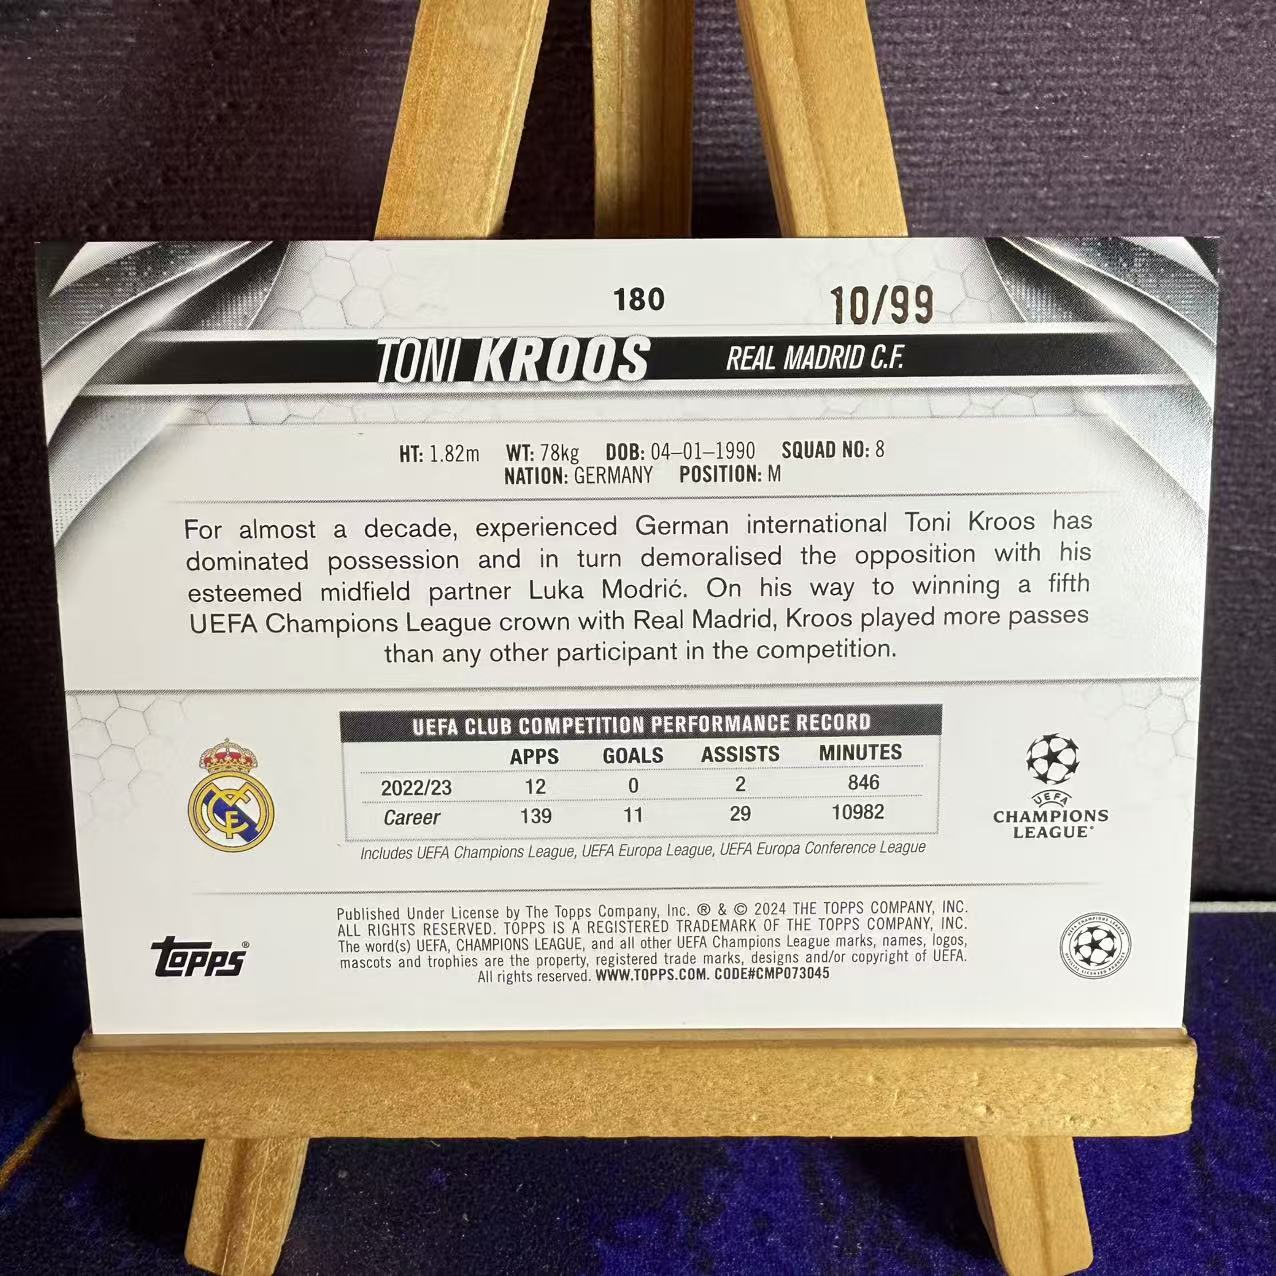 180 10/99
TONI KROOS REAL MADRID C.F.
HT: 1.82m WT: 78kg DOB: 04–01–1990 SQUAD NO: 8
NATION: GERMANY POSITION: M
For almost a decade, experienced German international Toni Kroos has
dominated possession and in turn demoralised the opposition with his
esteemed midfield partner Luka Modrić. On his way to winning a fifth
UEFA Champions League crown with Real Madrid, Kroos played more passes
than any other participant in the competition.
UEFA CLUB COMPETITION PERFORMANCE RECORD
APPS GOALS ASSISTS MINUTES
2022/23 12 0 2 846
Career 139 11 29 10982
Includes UEFA Champions League, UEFA Europa League, UEFA Europa Conference League
UEFA
CHAMPIONS
LEAGUE®
Published Under License by The Topps Company, Inc. ® & © 2024 THE TOPPS COMPANY, INC.
ALL RIGHTS RESERVED. TOPPS IS A REGISTERED TRADEMARK OF THE TOPPS COMPANY, INC.
The word(s) UEFA, CHAMPIONS LEAGUE, and all other UEFA Champions League marks, names, logos,
mascots and trophies are the property, registered trade marks, designs and/or copyright of UEFA.
All rights reserved. WWW.TOPPS.COM. CODE#CMP073045
topps®